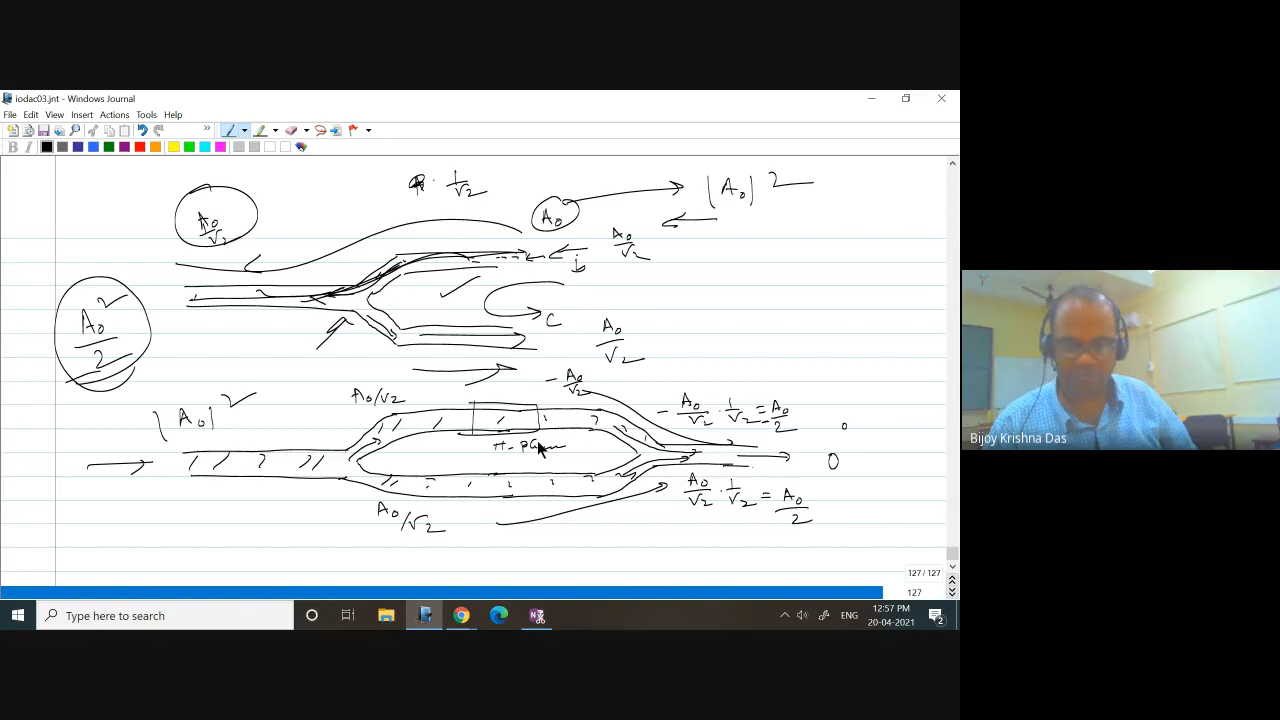 iodac03.jnt - Windows Journal
File Edit View Insert Actions Tools Help
A₀/√2
· 1/√2
A₀
|A₀|²
A₀/√2
b
c
A₀/√2
A₀²/2
|A₀|²
A₀/√2
- A₀/√2
- A₀/√2 · 1/√2 = - A₀/2
0
A₀/√2
A₀/√2 · 1/√2 = A₀/2
Bijoy Krishna Das
127 / 127
127
Type here to search
ENG
12:57 PM
20-04-2021
2